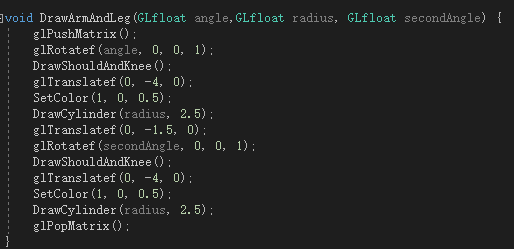 void DrawArmAndLeg(GLfloat angle,GLfloat radius, GLfloat secondAngle) {
glPushMatrix();
glRotatef(angle, 0, 0, 1);
DrawShouldAndKnee();
glTranslatef(0, -4, 0);
SetColor(1, 0, 0.5);
DrawCylinder(radius, 2.5);
glTranslatef(0, -1.5, 0);
glRotatef(secondAngle, 0, 0, 1);
DrawShouldAndKnee();
glTranslatef(0, -4, 0);
SetColor(1, 0, 0.5);
DrawCylinder(radius, 2.5);
glPopMatrix();
}